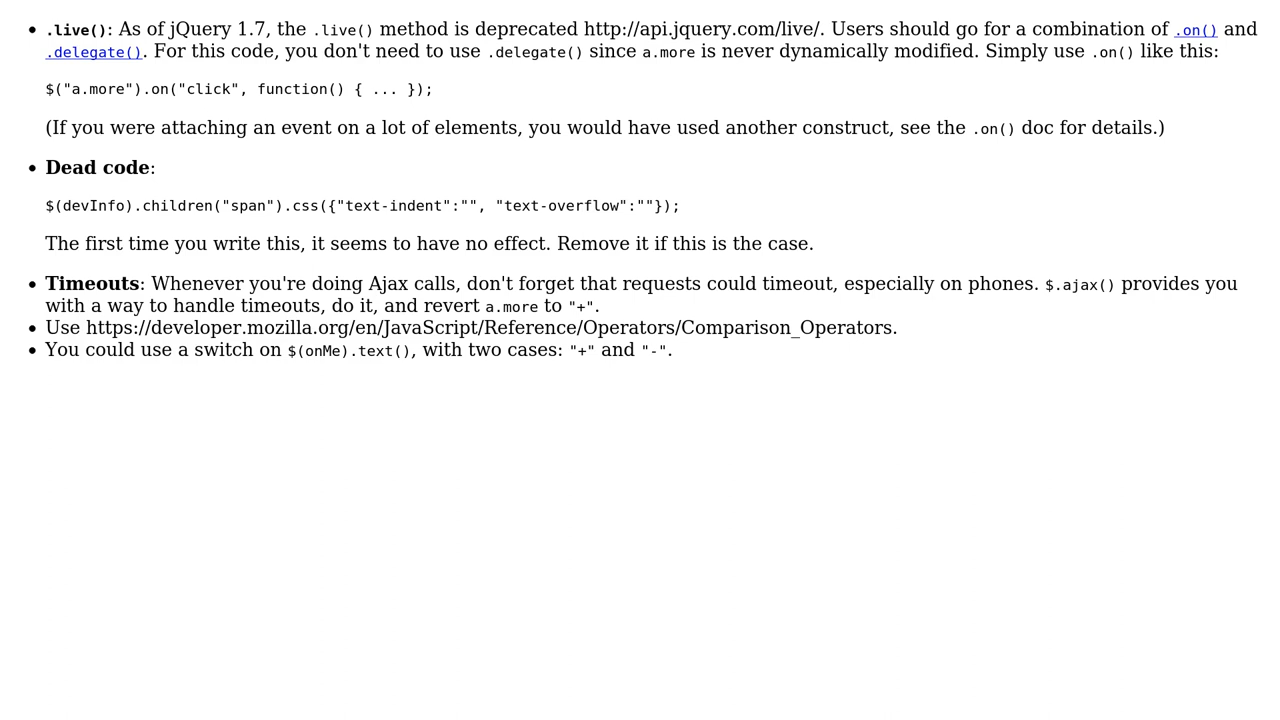 • .live(): As of jQuery 1.7, the .live() method is deprecated http://api.jquery.com/live/. Users should go for a combination of .on() and
.delegate(). For this code, you don't need to use .delegate() since a.more is never dynamically modified. Simply use .on() like this:
$("a.more").on("click", function() { ... });
(If you were attaching an event on a lot of elements, you would have used another construct, see the .on() doc for details.)
• Dead code:
$(devInfo).children("span").css({"text-indent":"", "text-overflow":""});
The first time you write this, it seems to have no effect. Remove it if this is the case.
• Timeouts: Whenever you're doing Ajax calls, don't forget that requests could timeout, especially on phones. $.ajax() provides you
with a way to handle timeouts, do it, and revert a.more to "+".
• Use https://developer.mozilla.org/en/JavaScript/Reference/Operators/Comparison_Operators.
• You could use a switch on $(onMe).text(), with two cases: "+" and "-".